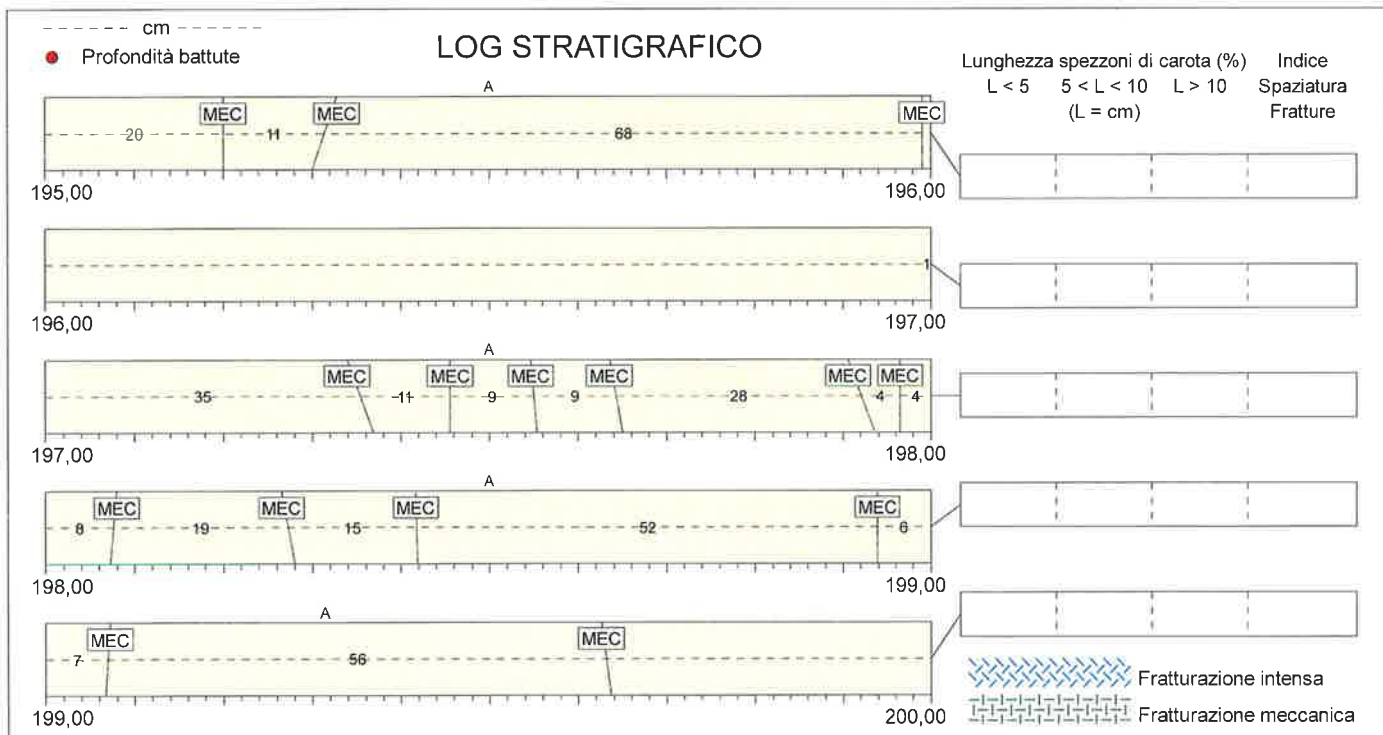 cm
Profondità battute
LOG STRATIGRAFICO
Lunghezza spezzoni di carota (%) Indice
L < 5 5 < L < 10 L > 10 Spaziatura
(L = cm) Fratture
A
MEC MEC MEC
20 11 68
195,00 196,00
1
196,00 197,00
A
MEC MEC MEC MEC MEC MEC
35 11 9 9 28 4 4
197,00 198,00
A
MEC MEC MEC MEC
8 19 15 52 6
198,00 199,00
A
MEC MEC
7 56
199,00 200,00
Fratturazione intensa
Fratturazione meccanica